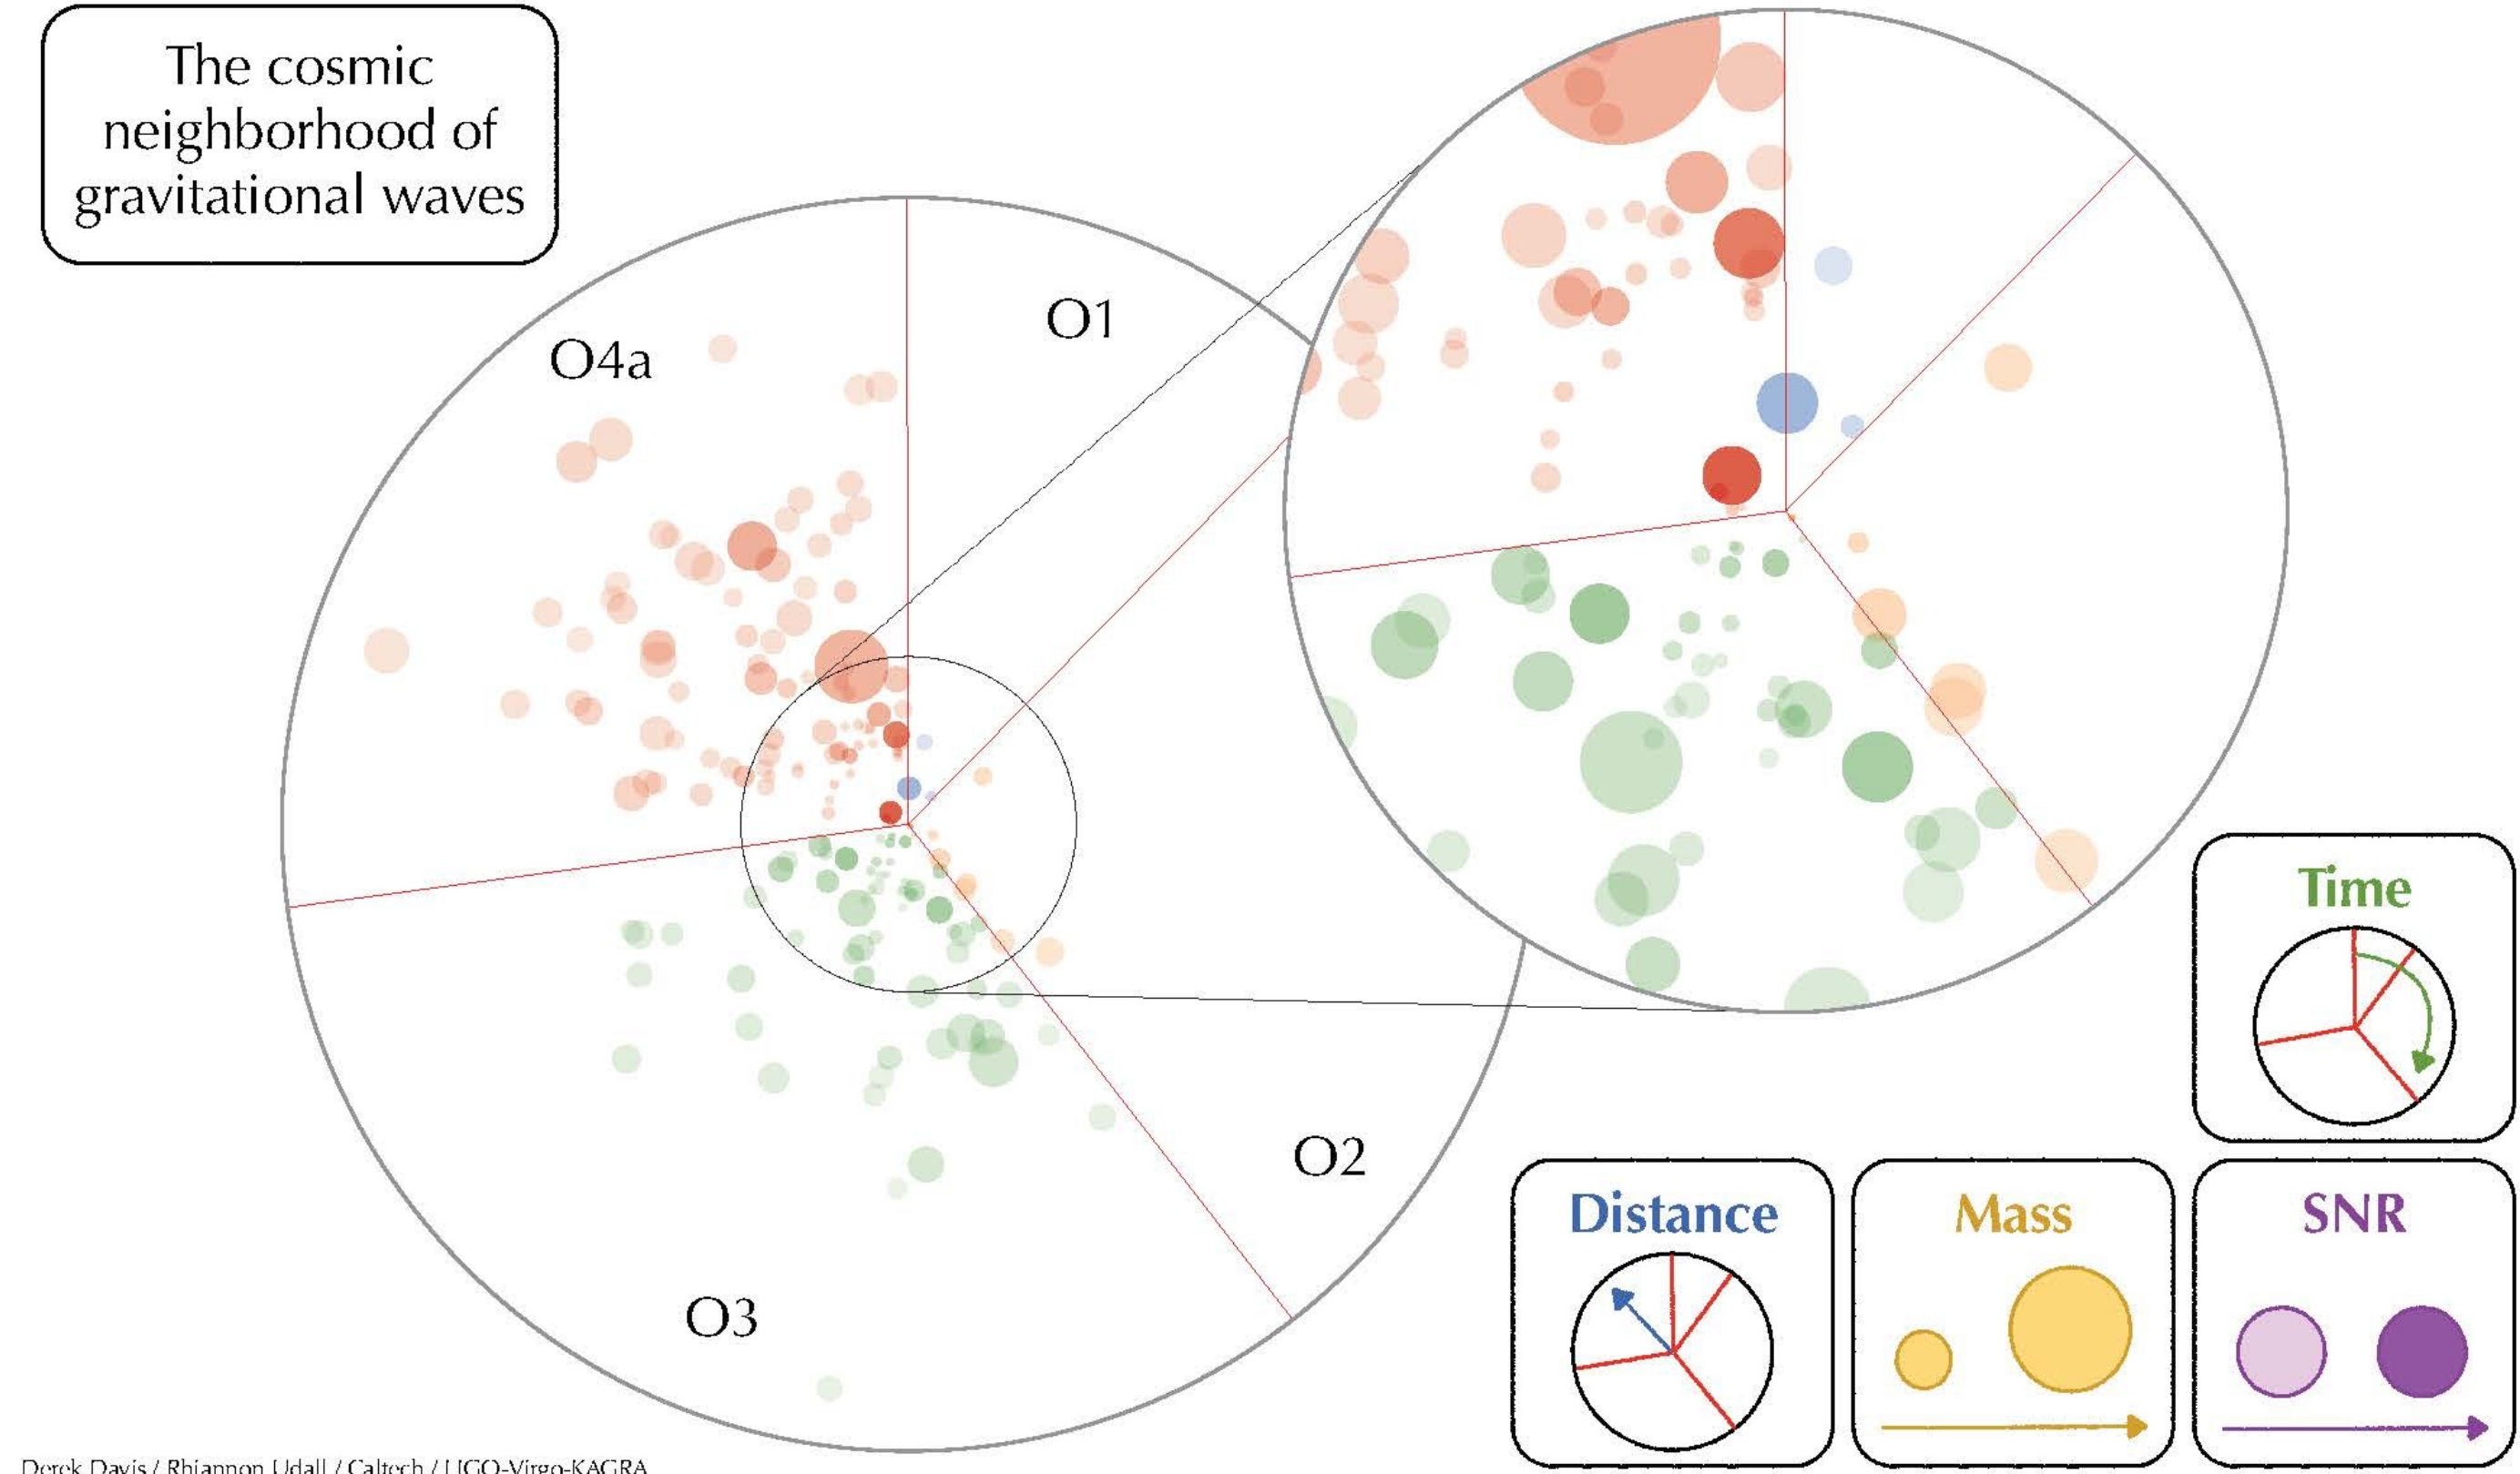 The cosmic
neighborhood of
gravitational waves
O1
O4a
O2
O3
Time
Distance
Mass
SNR
Derek Davis / Rhiannon Udall / Caltech / LIGO-Virgo-KAGRA